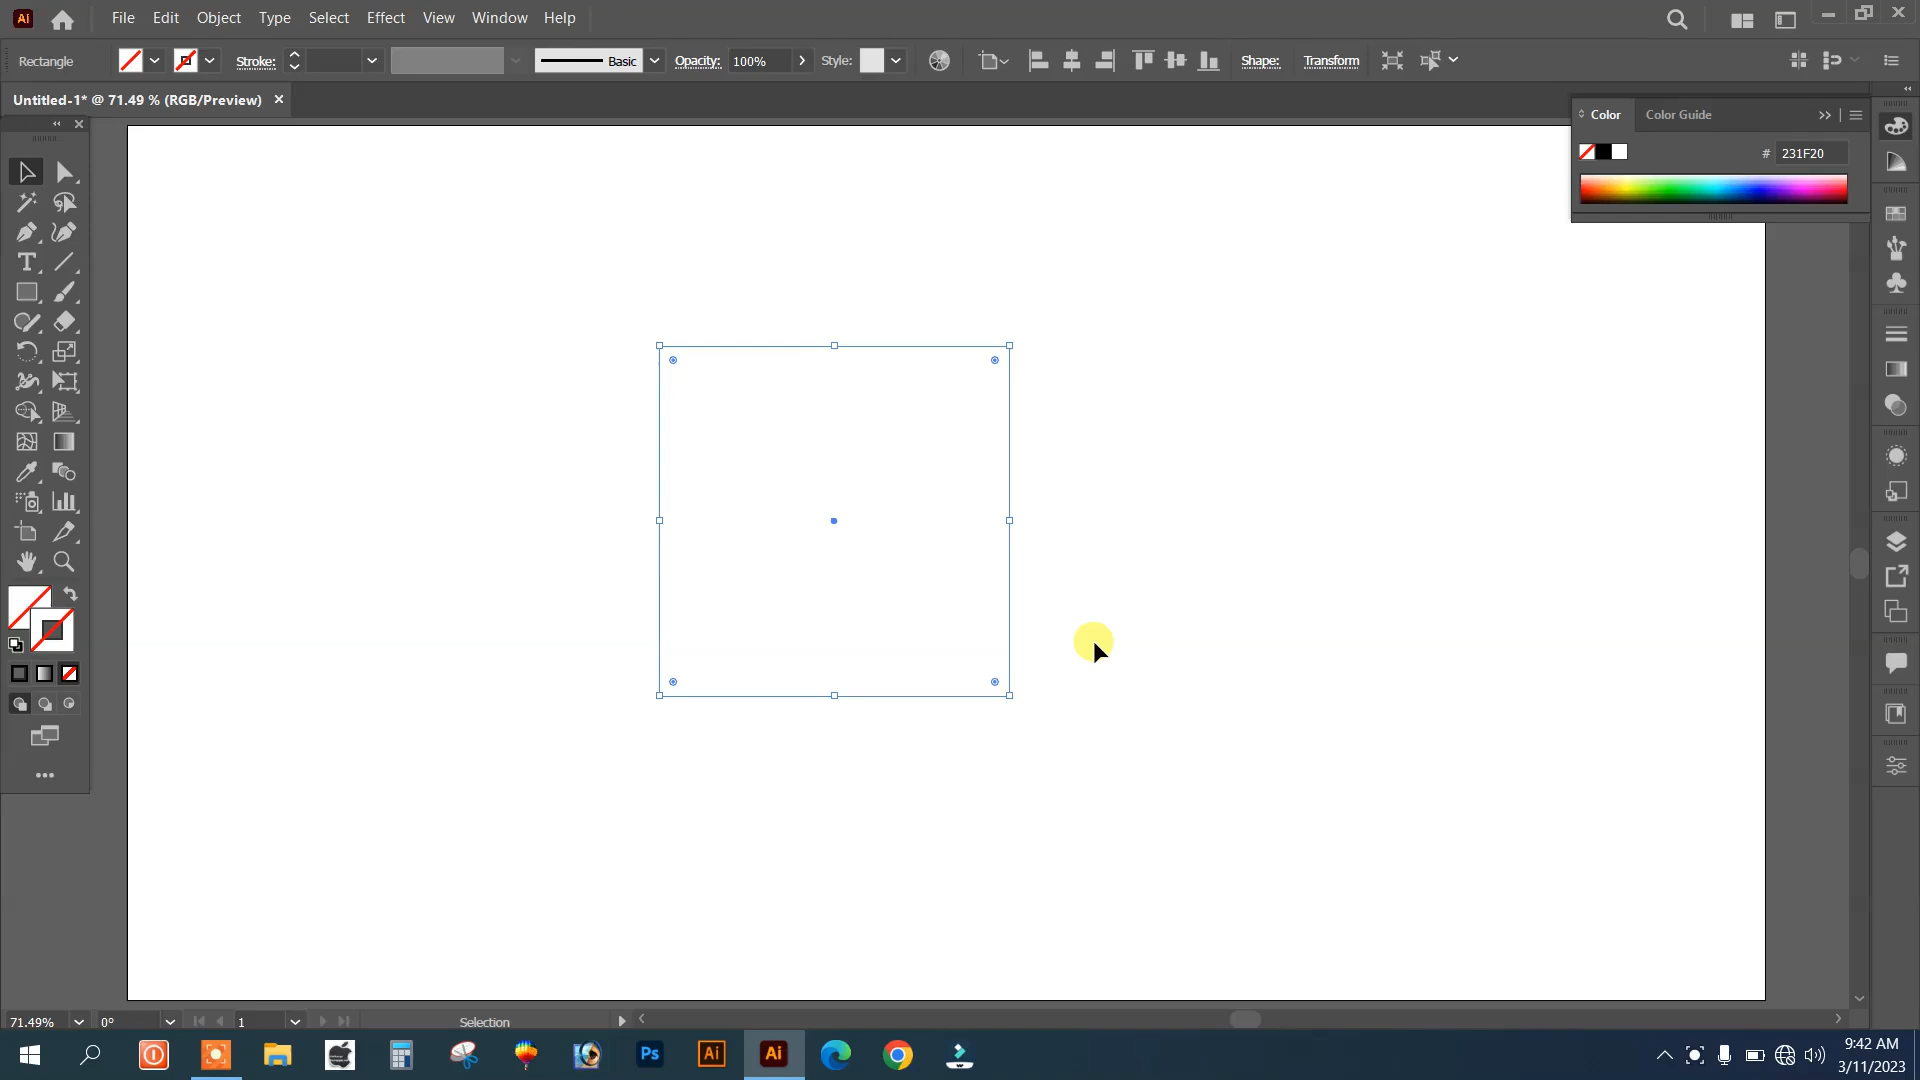 Ai File Edit Object Type Select Effect View Window Help
Rectangle Stroke: Basic Opacity: 100% Style: Shape: Transform
Untitled-1* @ 71.49 % (RGB/Preview) ×
Color Color Guide
# 231F20
71.49% 0° 1 Selection
Ps Ai Ai
9:42 AM
3/11/2023